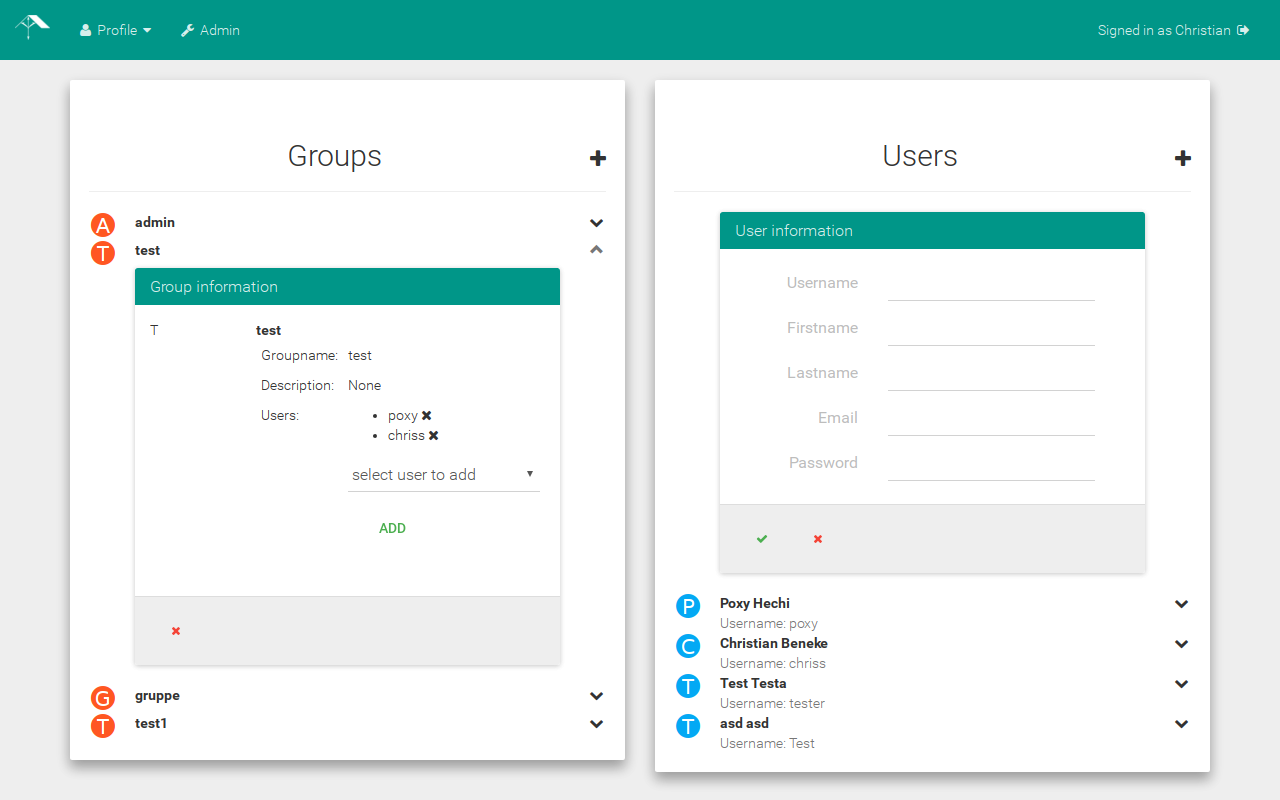 Profile Admin Signed in as Christian
Groups
A admin
T test
Group information
T test
Groupname: test
Description: None
Users: poxy
chriss
select user to add
ADD
G gruppe
T test1
Users
User information
Username
Firstname
Lastname
Email
Password
P Poxy Hechi
Username: poxy
C Christian Beneke
Username: chriss
T Test Testa
Username: tester
T asd asd
Username: Test